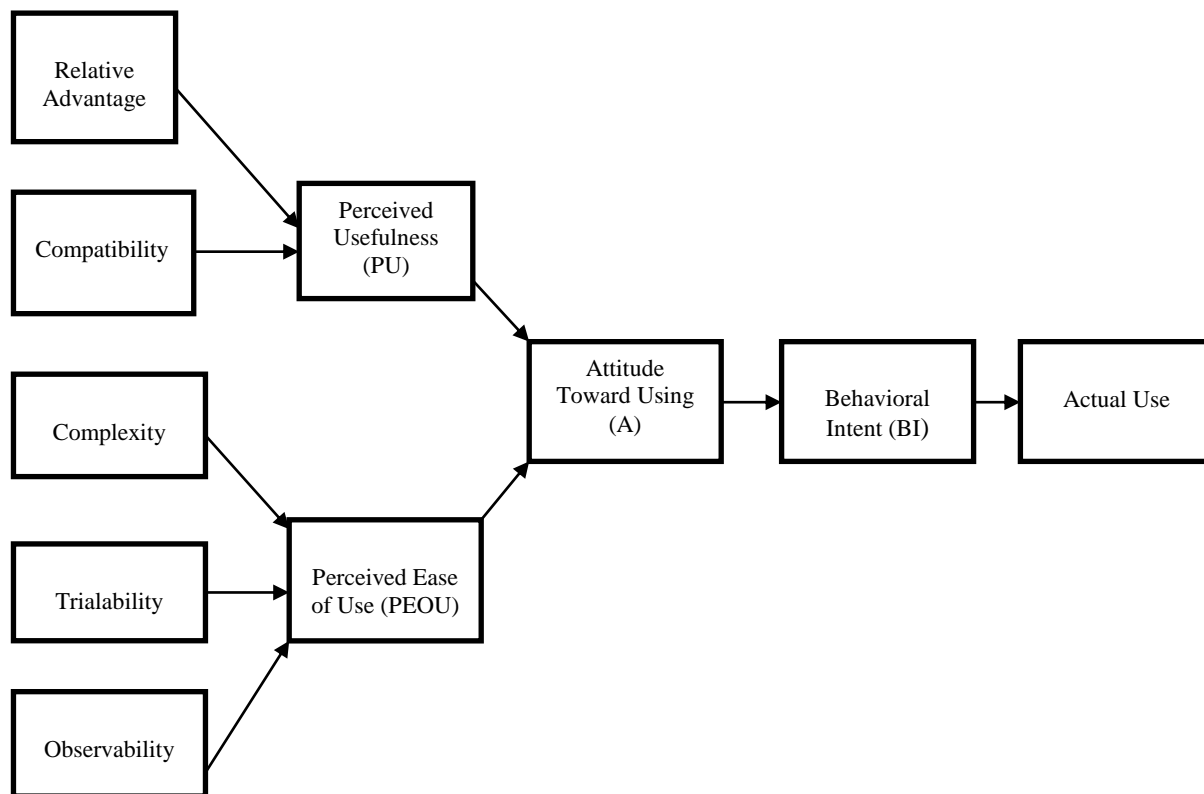 Relative
Advantage
Compatibility
Perceived
Usefulness
(PU)
Complexity
Trialability
Observability
Perceived Ease
of Use (PEOU)
Attitude
Toward Using
(A)
Behavioral
Intent (BI)
Actual Use